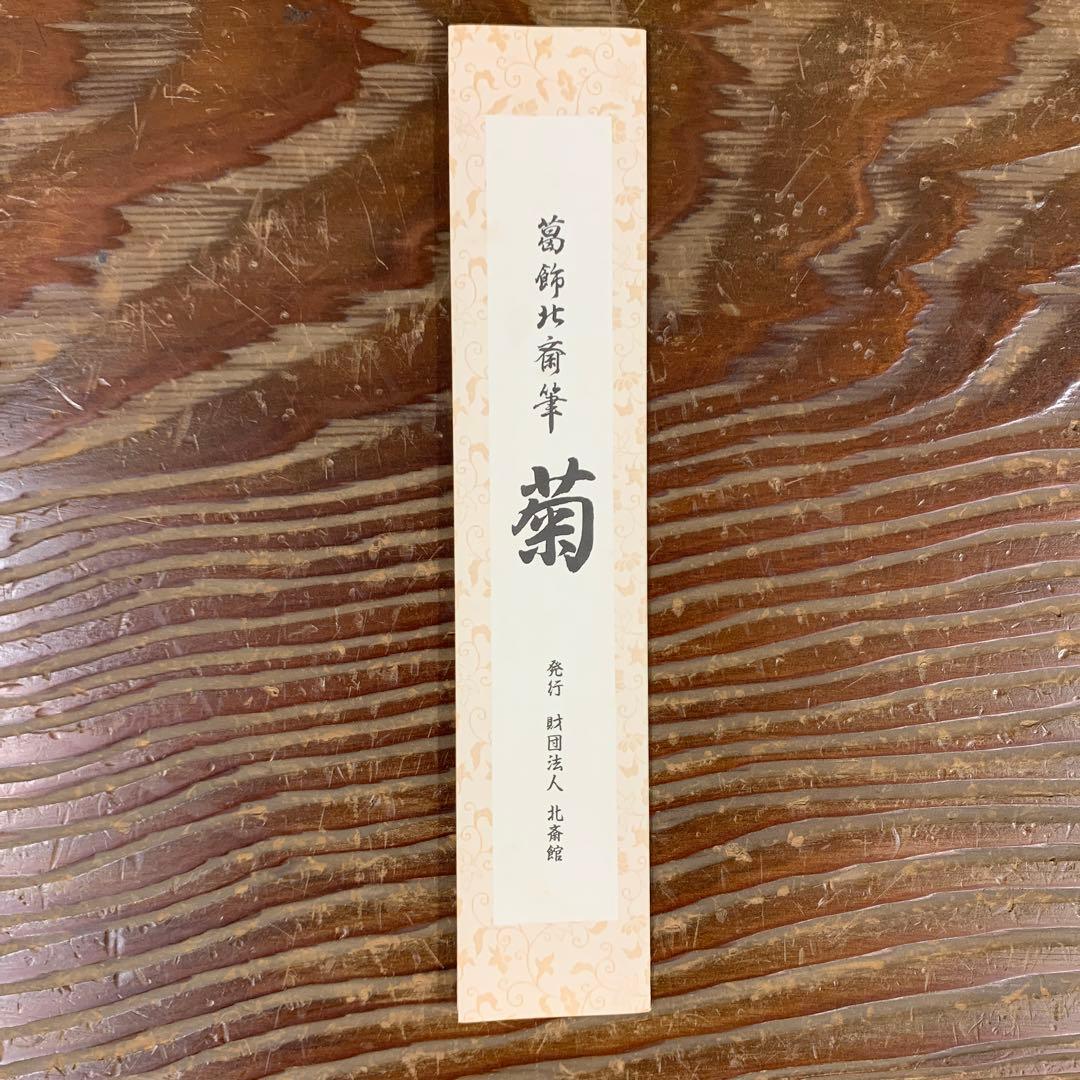 葛飾北斎筆
菊
発行 財団法人 北斎館